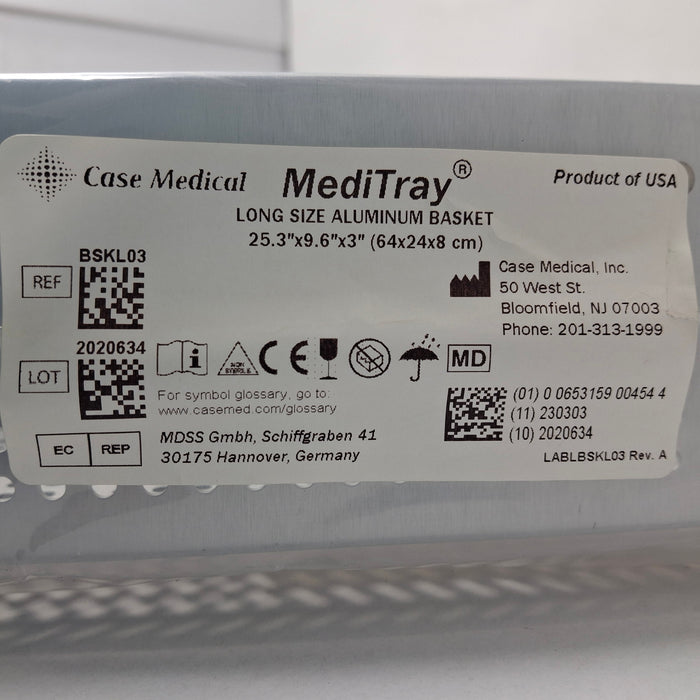 Case Medical MediTray® Product of USA
LONG SIZE ALUMINUM BASKET
25.3"x9.6"x3" (64x24x8 cm)
BSKL03
REF
Case Medical, Inc.
50 West St.
Bloomfield, NJ 07003
Phone: 201-313-1999
2020634
LOT
NON STERILE
CE
MD
For symbol glossary, go to:
www.casemed.com/glossary
(01) 0 0653159 00454 4
(11) 230303
(10) 2020634
EC REP
MDSS Gmbh, Schiffgraben 41
30175 Hannover, Germany
LABLBSKL03 Rev. A